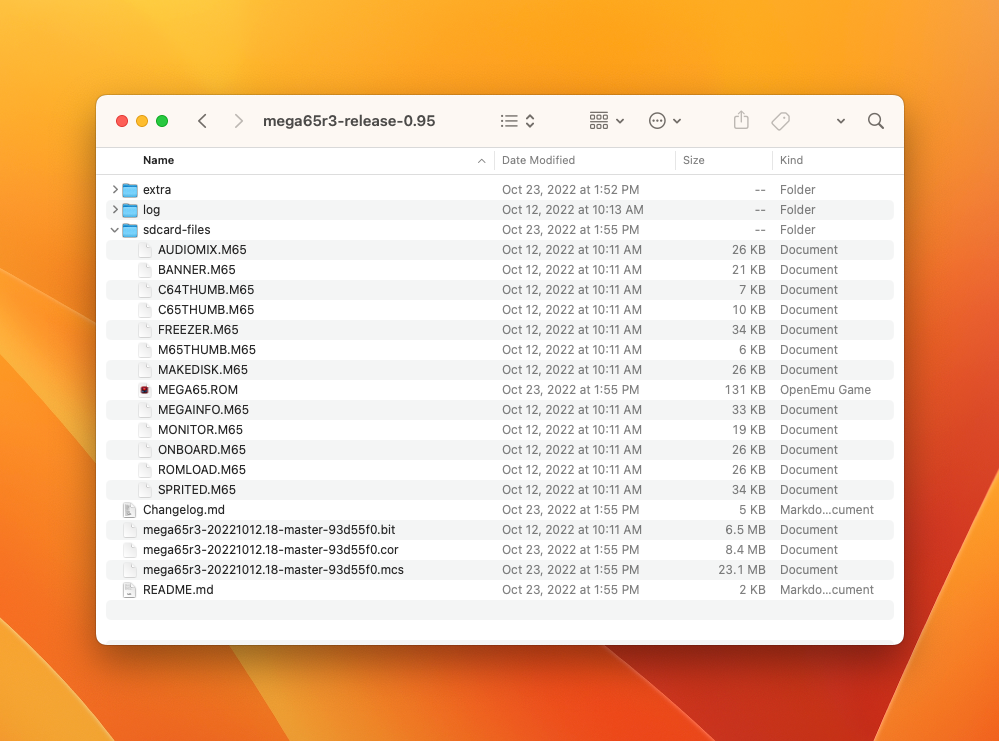 mega65r3-release-0.95
Name Date Modified Size Kind
extra Oct 23, 2022 at 1:52 PM -- Folder
log Oct 12, 2022 at 10:13 AM -- Folder
sdcard-files Oct 23, 2022 at 1:55 PM -- Folder
AUDIOMIX.M65 Oct 12, 2022 at 10:11 AM 26 KB Document
BANNER.M65 Oct 12, 2022 at 10:11 AM 21 KB Document
C64THUMB.M65 Oct 12, 2022 at 10:11 AM 7 KB Document
C65THUMB.M65 Oct 12, 2022 at 10:11 AM 10 KB Document
FREEZER.M65 Oct 12, 2022 at 10:11 AM 34 KB Document
M65THUMB.M65 Oct 12, 2022 at 10:11 AM 6 KB Document
MAKEDISK.M65 Oct 12, 2022 at 10:11 AM 26 KB Document
MEGA65.ROM Oct 23, 2022 at 1:55 PM 131 KB OpenEmu Game
MEGAINFO.M65 Oct 12, 2022 at 10:11 AM 33 KB Document
MONITOR.M65 Oct 12, 2022 at 10:11 AM 19 KB Document
ONBOARD.M65 Oct 12, 2022 at 10:11 AM 26 KB Document
ROMLOAD.M65 Oct 12, 2022 at 10:11 AM 26 KB Document
SPRITED.M65 Oct 12, 2022 at 10:11 AM 34 KB Document
Changelog.md Oct 23, 2022 at 1:55 PM 5 KB Markdo...cument
mega65r3-20221012.18-master-93d55f0.bit Oct 12, 2022 at 10:11 AM 6.5 MB Document
mega65r3-20221012.18-master-93d55f0.cor Oct 23, 2022 at 1:55 PM 8.4 MB Document
mega65r3-20221012.18-master-93d55f0.mcs Oct 23, 2022 at 1:55 PM 23.1 MB Document
README.md Oct 23, 2022 at 1:55 PM 2 KB Markdo...cument